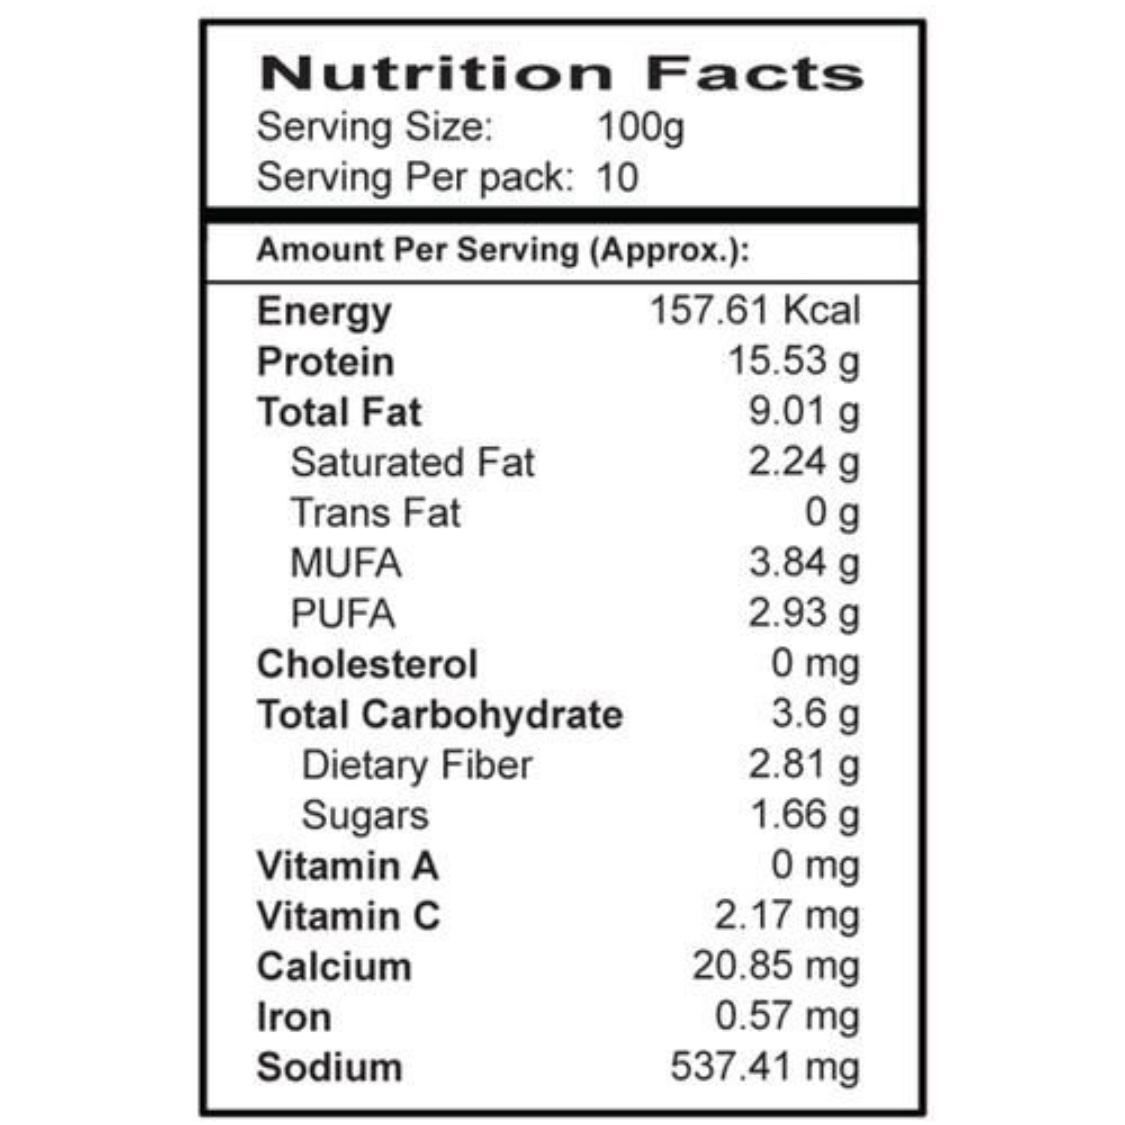 Nutrition Facts
Serving Size: 100g
Serving Per pack: 10
Amount Per Serving (Approx.):
Energy 157.61 Kcal
Protein 15.53 g
Total Fat 9.01 g
Saturated Fat 2.24 g
Trans Fat 0 g
MUFA 3.84 g
PUFA 2.93 g
Cholesterol 0 mg
Total Carbohydrate 3.6 g
Dietary Fiber 2.81 g
Sugars 1.66 g
Vitamin A 0 mg
Vitamin C 2.17 mg
Calcium 20.85 mg
Iron 0.57 mg
Sodium 537.41 mg